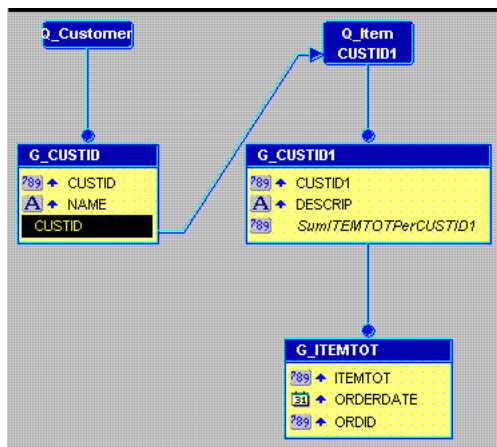 Q_Customer
Q_Item
CUSTID1
G_CUSTID
789 CUSTID
A NAME
CUSTID
G_CUSTID1
789 CUSTID1
A DESCRIP
789 SumITEMTOTPerCUSTID1
G_ITEMTOT
789 ITEMTOT
31 ORDERDATE
789 ORDID